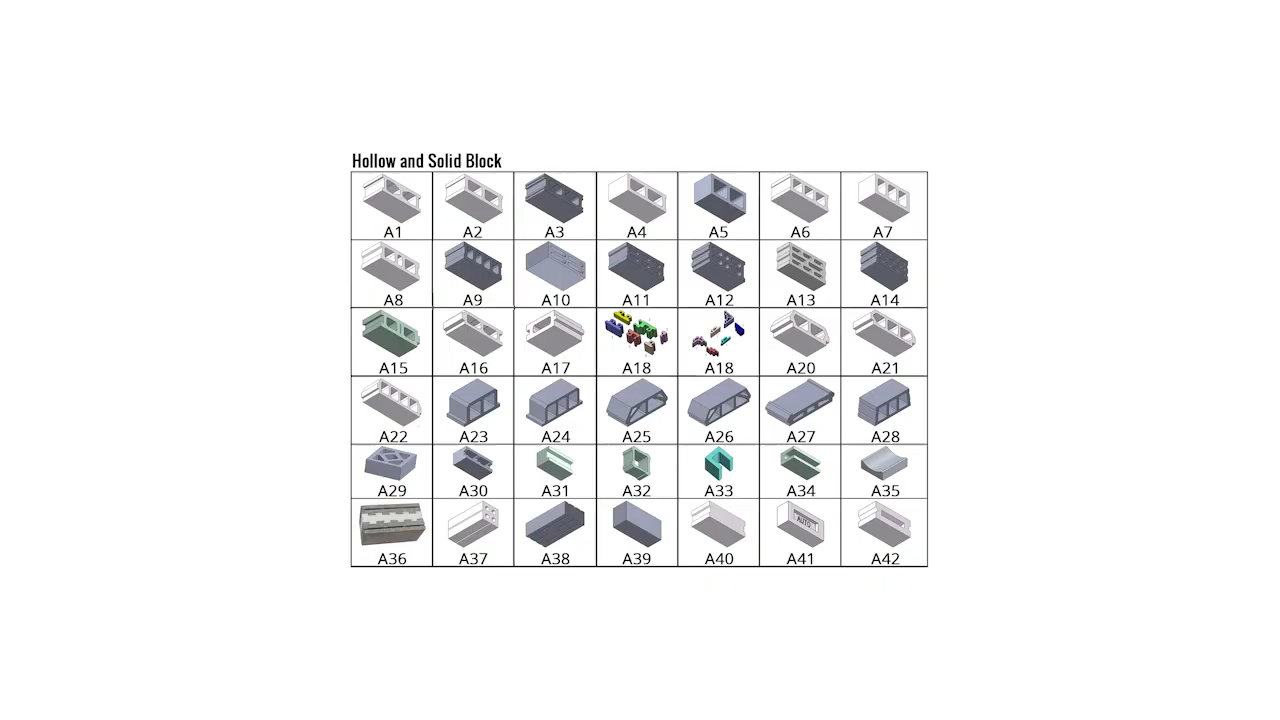 Hollow and Solid Block
A1 A2 A3 A4 A5 A6 A7
A8 A9 A10 A11 A12 A13 A14
A15 A16 A17 A18 A18 A20 A21
A22 A23 A24 A25 A26 A27 A28
A29 A30 A31 A32 A33 A34 A35
AUTO
A36 A37 A38 A39 A40 A41 A42